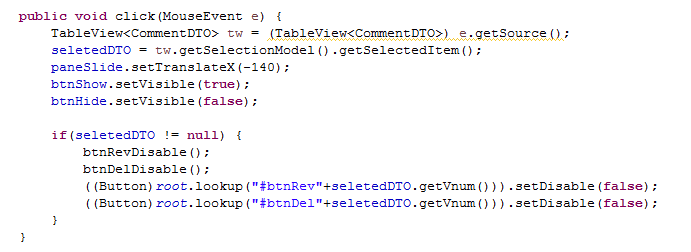 public void click(MouseEvent e) {
    TableView<CommentDTO> tw = (TableView<CommentDTO>) e.getSource();
    seletedDTO = tw.getSelectionModel().getSelectedItem();
    paneSlide.setTranslateX(-140);
    btnShow.setVisible(true);
    btnHide.setVisible(false);

    if(seletedDTO != null) {
        btnRevDisable();
        btnDelDisable();
        ((Button)root.lookup("#btnRev"+seletedDTO.getVnum())).setDisable(false);
        ((Button)root.lookup("#btnDel"+seletedDTO.getVnum())).setDisable(false);
    }
}